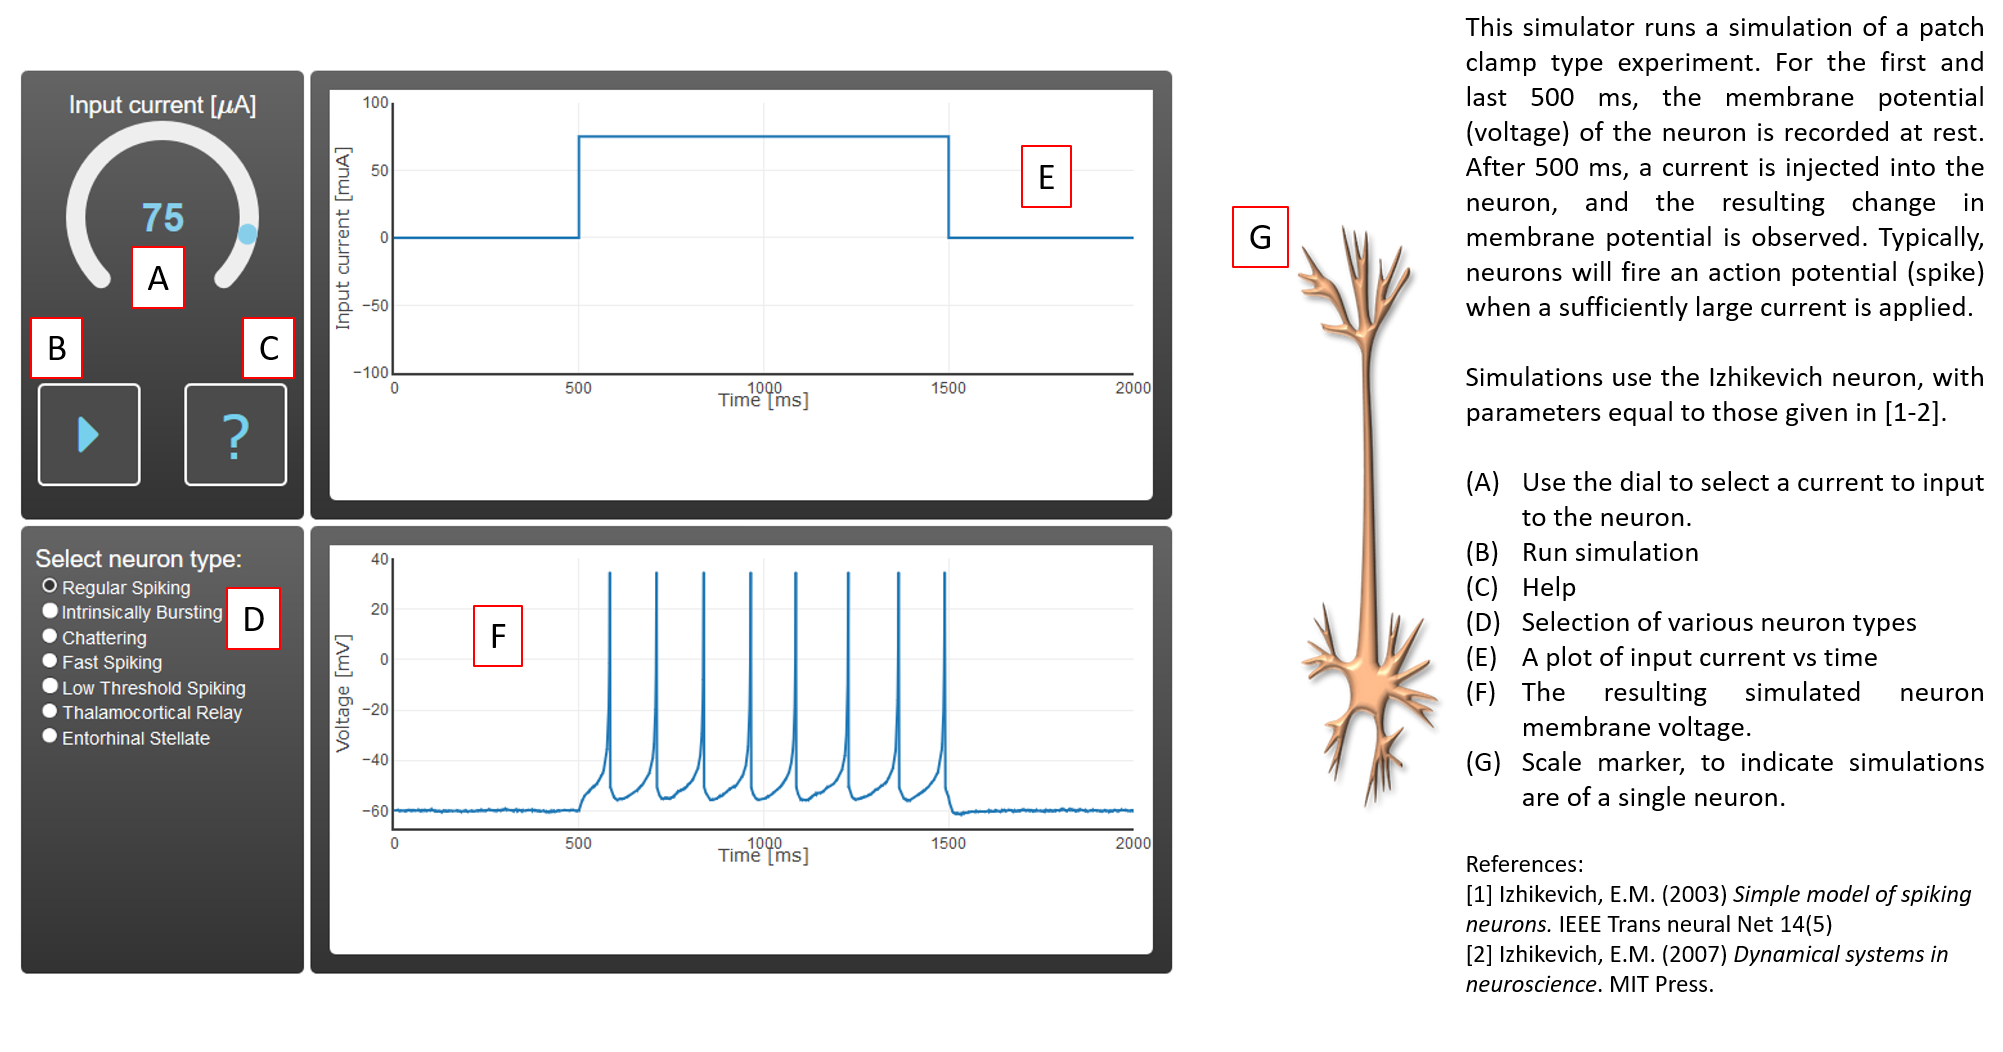 Input current [μA]
75
A
B
C
?
Select neuron type:
Regular Spiking
Intrinsically Bursting
Chattering
Fast Spiking
Low Threshold Spiking
Thalamocortical Relay
Entorhinal Stellate
D
100
50
0
−50
−100
Input current [muA]
0
500
1000
1500
2000
Time [ms]
E
40
20
0
−20
−40
−60
Voltage [mV]
0
500
1000
1500
2000
Time [ms]
F
G
This simulator runs a simulation of a patch
clamp type experiment. For the first and
last 500 ms, the membrane potential
(voltage) of the neuron is recorded at rest.
After 500 ms, a current is injected into the
neuron, and the resulting change in
membrane potential is observed. Typically,
neurons will fire an action potential (spike)
when a sufficiently large current is applied.
Simulations use the Izhikevich neuron, with
parameters equal to those given in [1-2].
(A) Use the dial to select a current to input
to the neuron.
(B) Run simulation
(C) Help
(D) Selection of various neuron types
(E) A plot of input current vs time
(F) The resulting simulated neuron
membrane voltage.
(G) Scale marker, to indicate simulations
are of a single neuron.
References:
[1] Izhikevich, E.M. (2003) Simple model of spiking
neurons. IEEE Trans neural Net 14(5)
[2] Izhikevich, E.M. (2007) Dynamical systems in
neuroscience. MIT Press.